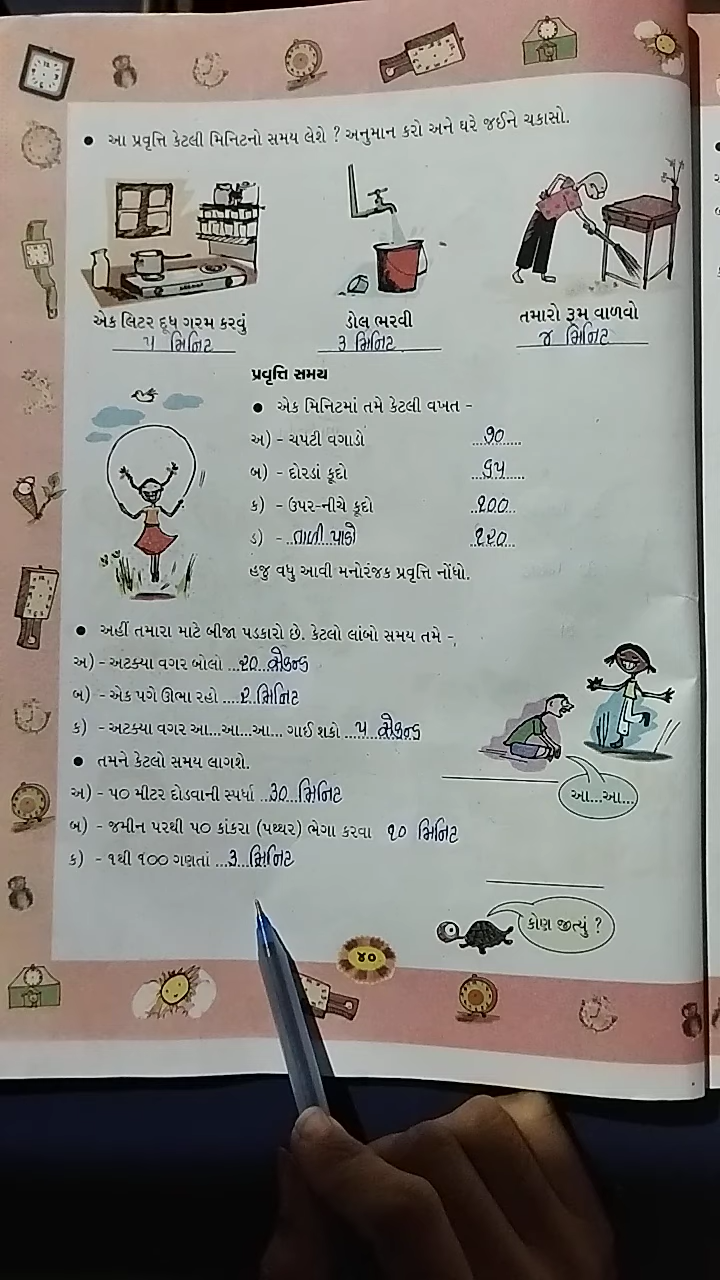 ● આ પ્રવૃત્તિ કેટલી મિનિટનો સમય લેશે ? અનુમાન કરો અને ઘરે જઈને ચકાસો.
એક લિટર દૂધ ગરમ કરવું
૫ મિનિટ
ડોલ ભરવી
૩ મિનિટ
તમારો રૂમ વાળવો
૪ મિનિટ
પ્રવૃત્તિ સમય
● એક મિનિટમાં તમે કેટલી વખત –
અ) – ચપટી વગાડો ...૭૦......
બ) – દોરડાં કૂદો .....૬૫......
ક) – ઉપર-નીચે કૂદો ..૧૦૦...
ડ) –..તાળી..પાડો ..૧૨૦...
હજુ વધુ આવી મનોરંજક પ્રવૃત્તિ નોંધો.
● અહીં તમારા માટે બીજા પડકારો છે. કેટલો લાંબો સમય તમે –
અ) – અટક્યા વગર બોલો ...૨૦...સેકન્ડ
બ) – એક પગે ઊભા રહો ....૨.મિનિટ
ક) – અટક્યા વગર આ...આ...આ... ગાઈ શકો ...૫...સેકન્ડ
● તમને કેટલો સમય લાગશે.
અ) – ૫૦ મીટર દોડવાની સ્પર્ધા ..૩૦...મિનિટ
આ...આ...
બ) – જમીન પરથી ૫૦ કાંકરા (પથ્થર) ભેગા કરવા ૧૦ મિનિટ
ક) – ૧થી ૧૦૦ ગણતાં ...૩...મિનિટ
કોણ જીત્યું ?
૪૦